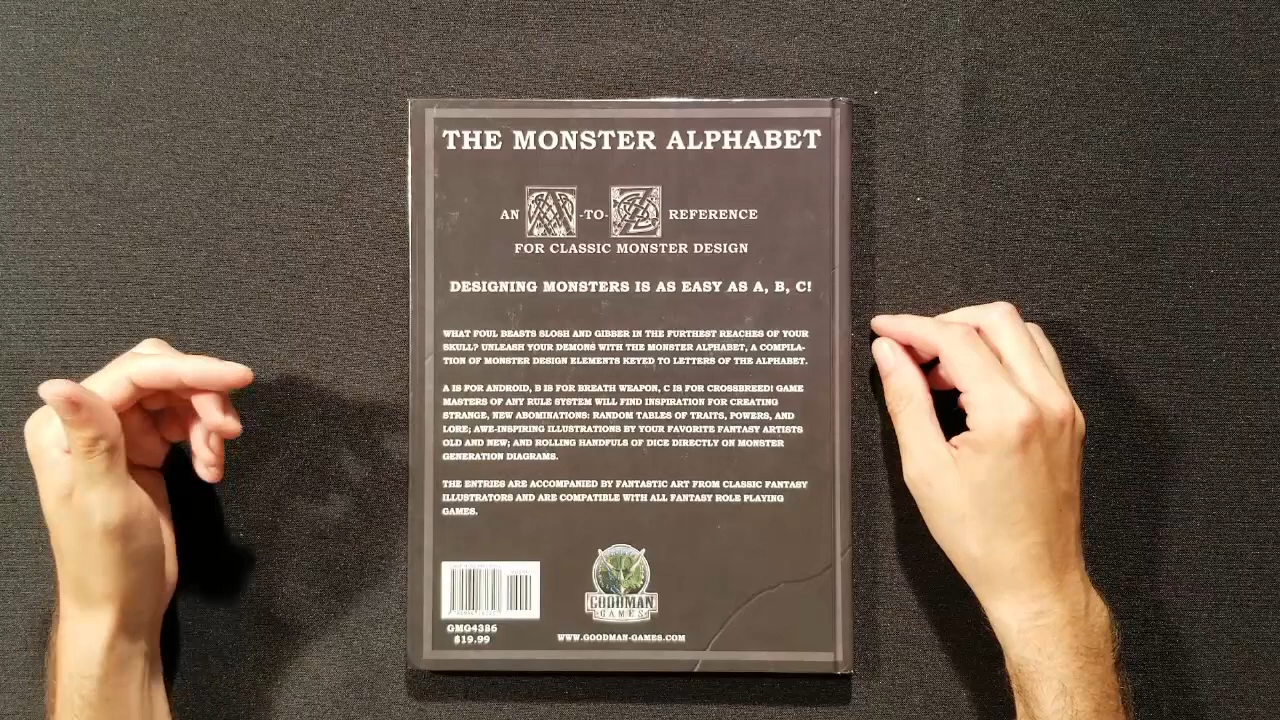 THE MONSTER ALPHABET
AN A-TO-Z REFERENCE
FOR CLASSIC MONSTER DESIGN
DESIGNING MONSTERS IS AS EASY AS A, B, C!
WHAT FOUL BEASTS SLOSH AND GIBBER IN THE FURTHEST REACHES OF YOUR
SKULL? UNLEASH YOUR DEMONS WITH THE MONSTER ALPHABET, A COMPILA-
TION OF MONSTER DESIGN ELEMENTS KEYED TO LETTERS OF THE ALPHABET.
A IS FOR ANDROID, B IS FOR BREATH WEAPON, C IS FOR CROSSBREED! GAME
MASTERS OF ANY RULE SYSTEM WILL FIND INSPIRATION FOR CREATING
STRANGE, NEW ABOMINATIONS: RANDOM TABLES OF TRAITS, POWERS, AND
LORE; AWE-INSPIRING ILLUSTRATIONS BY YOUR FAVORITE FANTASY ARTISTS
OLD AND NEW; AND ROLLING HANDFULS OF DICE DIRECTLY ON MONSTER
GENERATION DIAGRAMS.
THE ENTRIES ARE ACCOMPANIED BY FANTASTIC ART FROM CLASSIC FANTASY
ILLUSTRATORS AND ARE COMPATIBLE WITH ALL FANTASY ROLE PLAYING
GAMES.
GOODMAN
GAMES
GMG4386
$19.99
WWW.GOODMAN-GAMES.COM